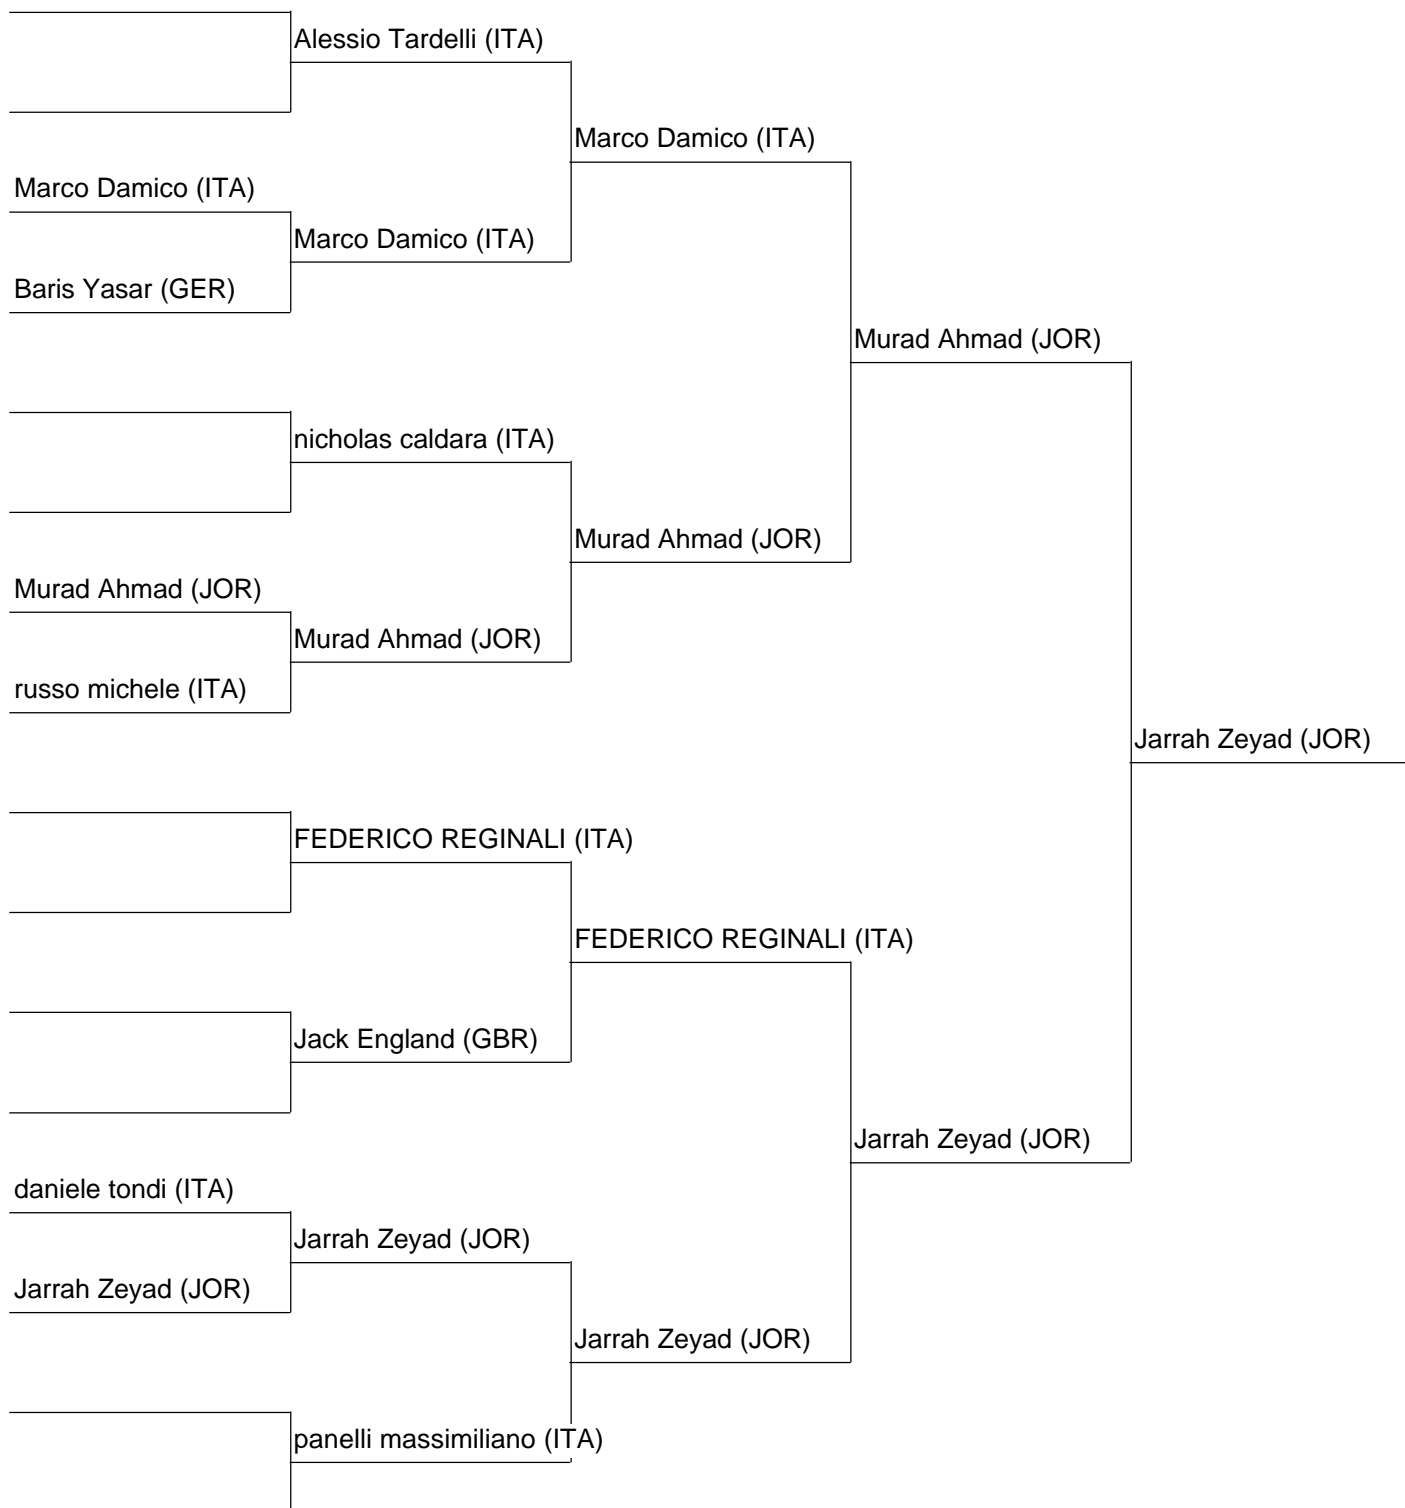 Alessio Tardelli (ITA)
Marco Damico (ITA)
Marco Damico (ITA)
Marco Damico (ITA)
Baris Yasar (GER)
Murad Ahmad (JOR)
nicholas caldara (ITA)
Murad Ahmad (JOR)
Murad Ahmad (JOR)
Murad Ahmad (JOR)
russo michele (ITA)
Jarrah Zeyad (JOR)
FEDERICO REGINALI (ITA)
FEDERICO REGINALI (ITA)
Jack England (GBR)
Jarrah Zeyad (JOR)
daniele tondi (ITA)
Jarrah Zeyad (JOR)
Jarrah Zeyad (JOR)
Jarrah Zeyad (JOR)
panelli massimiliano (ITA)